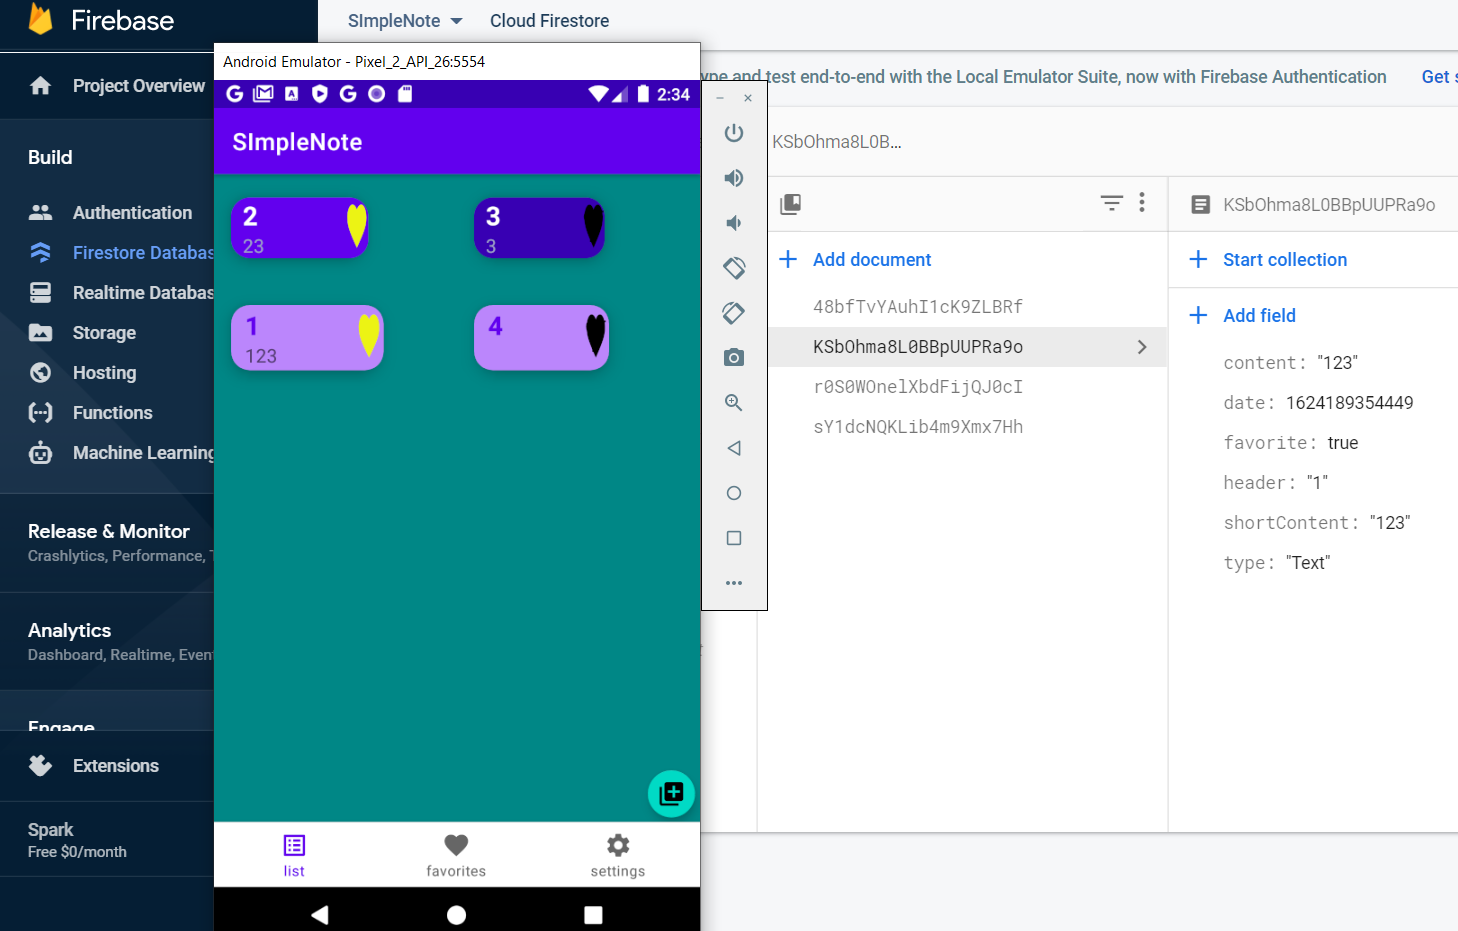 Firebase
SImpleNote
Cloud Firestore
Android Emulator - Pixel_2_API_26:5554
ype and test end-to-end with the Local Emulator Suite, now with Firebase Authentication
Get s
Project Overview
2:34
SImpleNote
KSbOhma8L0B...
Build
Authentication
Firestore Databas
Realtime Databas
Storage
Hosting
Functions
Machine Learning
Release & Monitor
Crashlytics, Performance, T
Analytics
Dashboard, Realtime, Event
Engage
Extensions
Spark
Free $0/month
2
23
3
3
1
123
4
list
favorites
settings
Add document
48bfTvYAuhI1cK9ZLBRf
KSbOhma8L0BBpUUPRa9o
r0S0WOnelXbdFijQJ0cI
sY1dcNQKLib4m9Xmx7Hh
KSbOhma8L0BBpUUPRa9o
Start collection
Add field
content: "123"
date: 1624189354449
favorite: true
header: "1"
shortContent: "123"
type: "Text"